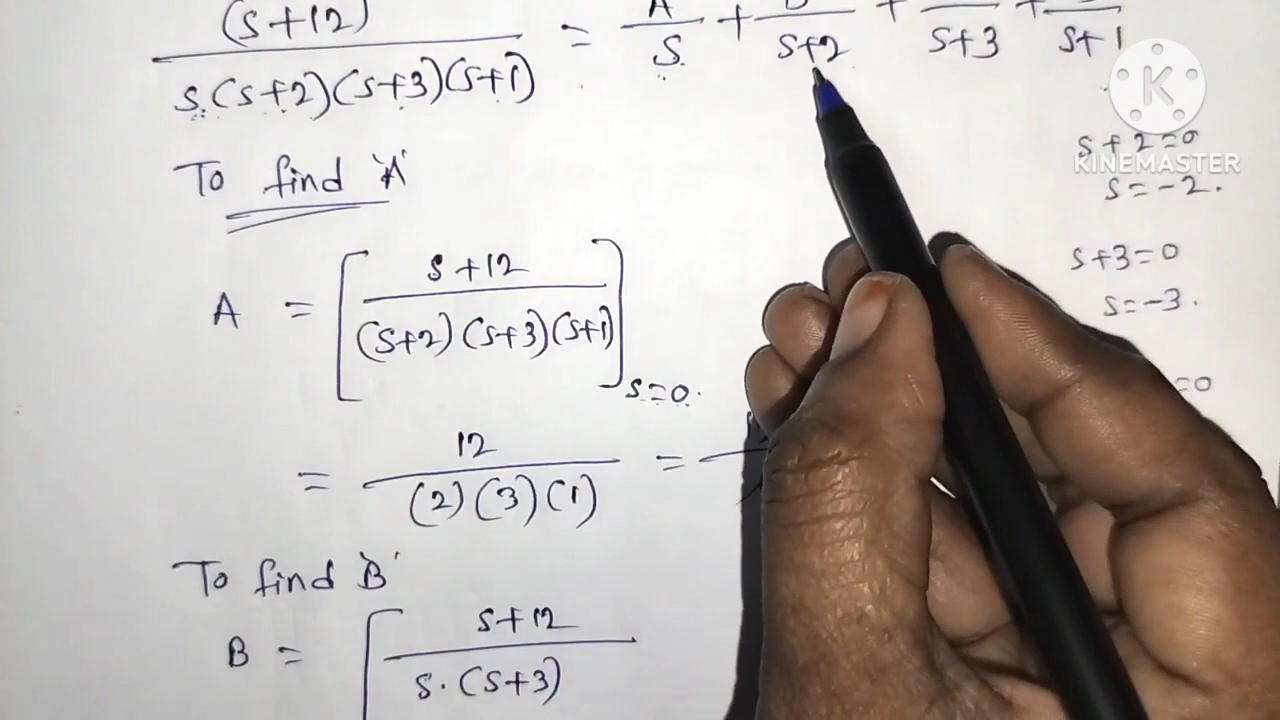 (s+12) / s.(s+2)(s+3)(s+1) = A/s + B/s+2 + /s+3 + /s+1
K
KINEMASTER
s+2=0
s=-2.
To find 'A'
s+3=0
s=-3.
A = [ s+12 / (s+2)(s+3)(s+1) ] s=0.
=0
= 12 / (2)(3)(1) =
To find 'B'
B = [ s+12 / s.(s+3)